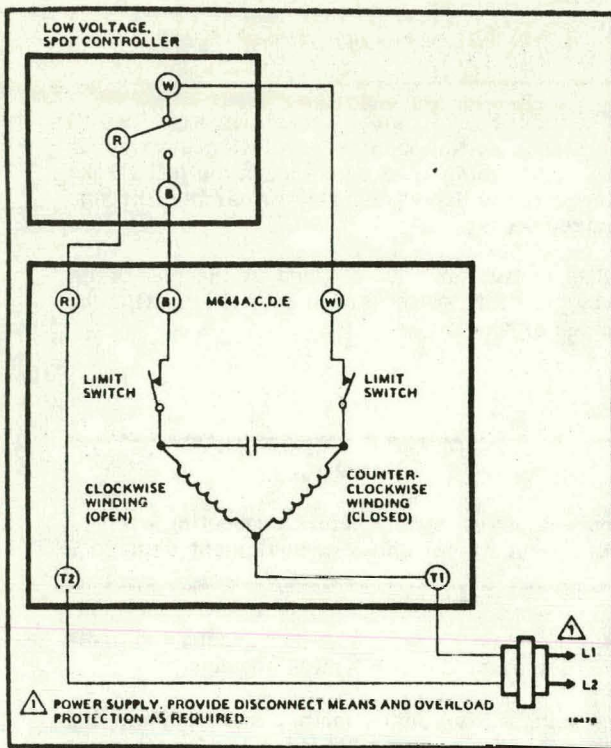 LOW VOLTAGE,
SPDT CONTROLLER
W
R
B
R1
B1
M644A,C,D,E
W1
LIMIT
SWITCH
LIMIT
SWITCH
CLOCKWISE
WINDING
(OPEN)
COUNTER-
CLOCKWISE
WINDING
(CLOSED)
T2
T1
1
L1
L2
1 POWER SUPPLY. PROVIDE DISCONNECT MEANS AND OVERLOAD
PROTECTION AS REQUIRED.